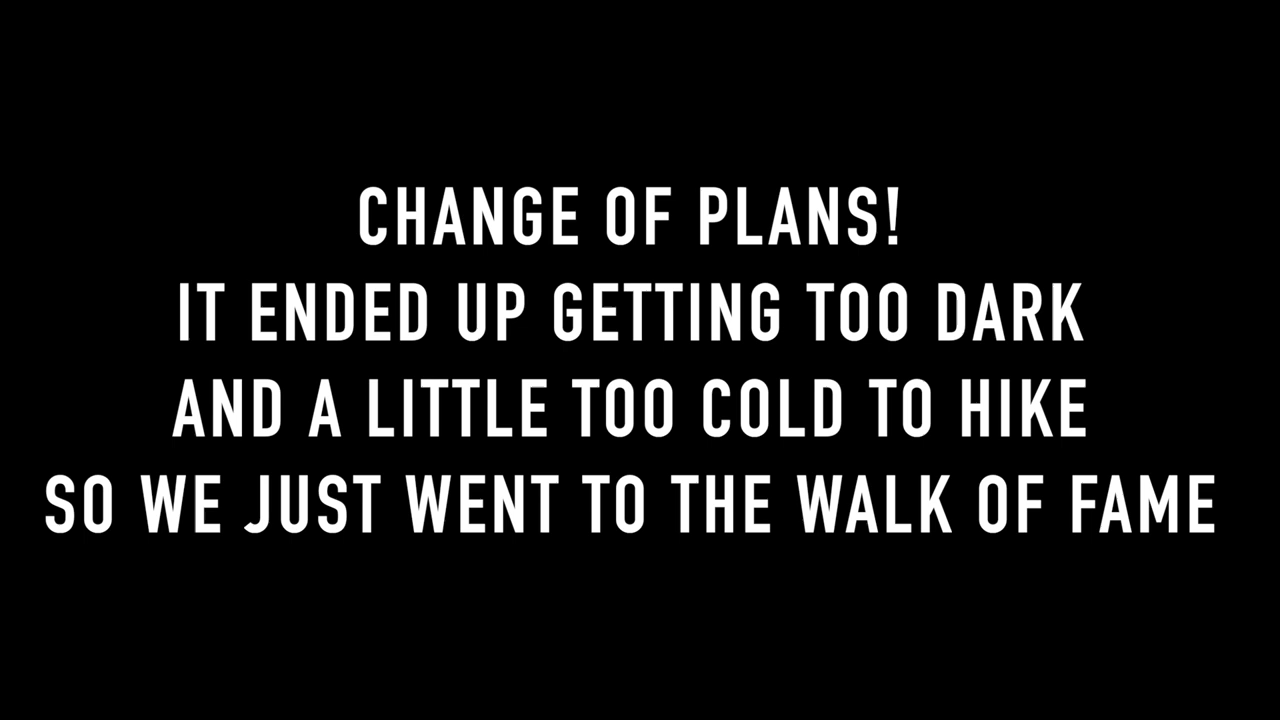 CHANGE OF PLANS!
IT ENDED UP GETTING TOO DARK
AND A LITTLE TOO COLD TO HIKE
SO WE JUST WENT TO THE WALK OF FAME